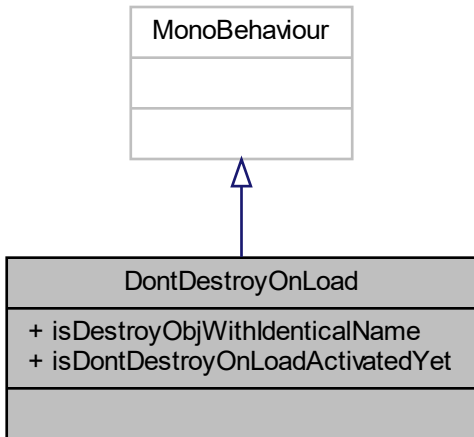 MonoBehaviour
DontDestroyOnLoad
+ isDestroyObjWithIdenticalName
+ isDontDestroyOnLoadActivatedYet